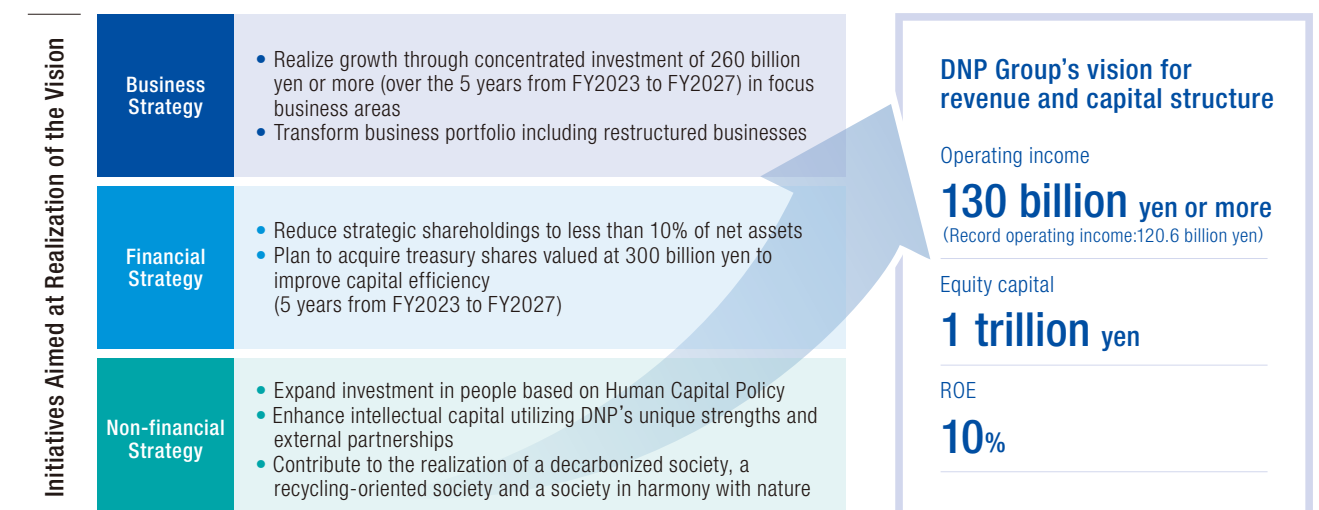 Initiatives Aimed at Realization of the Vision
Business
Strategy
• Realize growth through concentrated investment of 260 billion
yen or more (over the 5 years from FY2023 to FY2027) in focus
business areas
• Transform business portfolio including restructured businesses
Financial
Strategy
• Reduce strategic shareholdings to less than 10% of net assets
• Plan to acquire treasury shares valued at 300 billion yen to
improve capital efficiency
(5 years from FY2023 to FY2027)
Non-financial
Strategy
• Expand investment in people based on Human Capital Policy
• Enhance intellectual capital utilizing DNP’s unique strengths and
external partnerships
• Contribute to the realization of a decarbonized society, a
recycling-oriented society and a society in harmony with nature
DNP Group’s vision for
revenue and capital structure
Operating income
130 billion yen or more
(Record operating income:120.6 billion yen)
Equity capital
1 trillion yen
ROE
10%